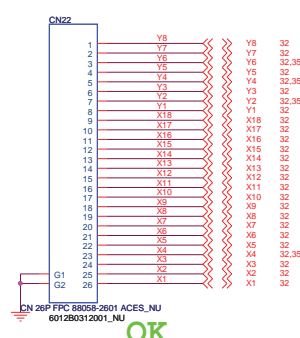 CN22
1 Y8 Y8 32
2 Y7 Y7 32
3 Y6 Y6 32,35
4 Y5 Y5 32
5 Y4 Y4 32,35
6 Y3 Y3 32
7 Y2 Y2 32,35
8 Y1 Y1 32
9 X18 X18 32
10 X17 X17 32
11 X16 X16 32
12 X15 X15 32
13 X14 X14 32
14 X13 X13 32
15 X12 X12 32
16 X11 X11 32
17 X10 X10 32
18 X9 X9 32
19 X8 X8 32
20 X7 X7 32
21 X6 X6 32
22 X5 X5 32
23 X4 X4 32,35
24 X3 X3 32
G1 25 X2 X2 32
G2 26 X1 X1 32
CN 26P FPC 88058-2601 ACES_NU
6012B0312001_NU
OK